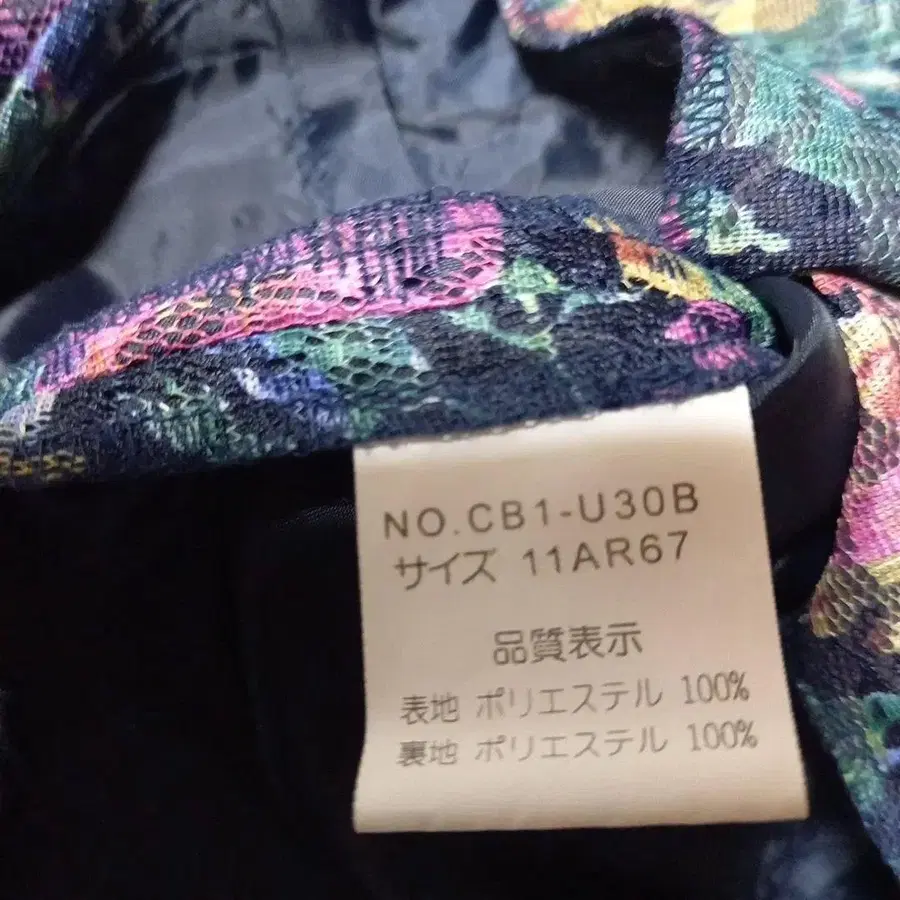 NO.CB1-U30B
サイズ 11AR67
品質表示
表地 ポリエステル 100%
裏地 ポリエステル 100%